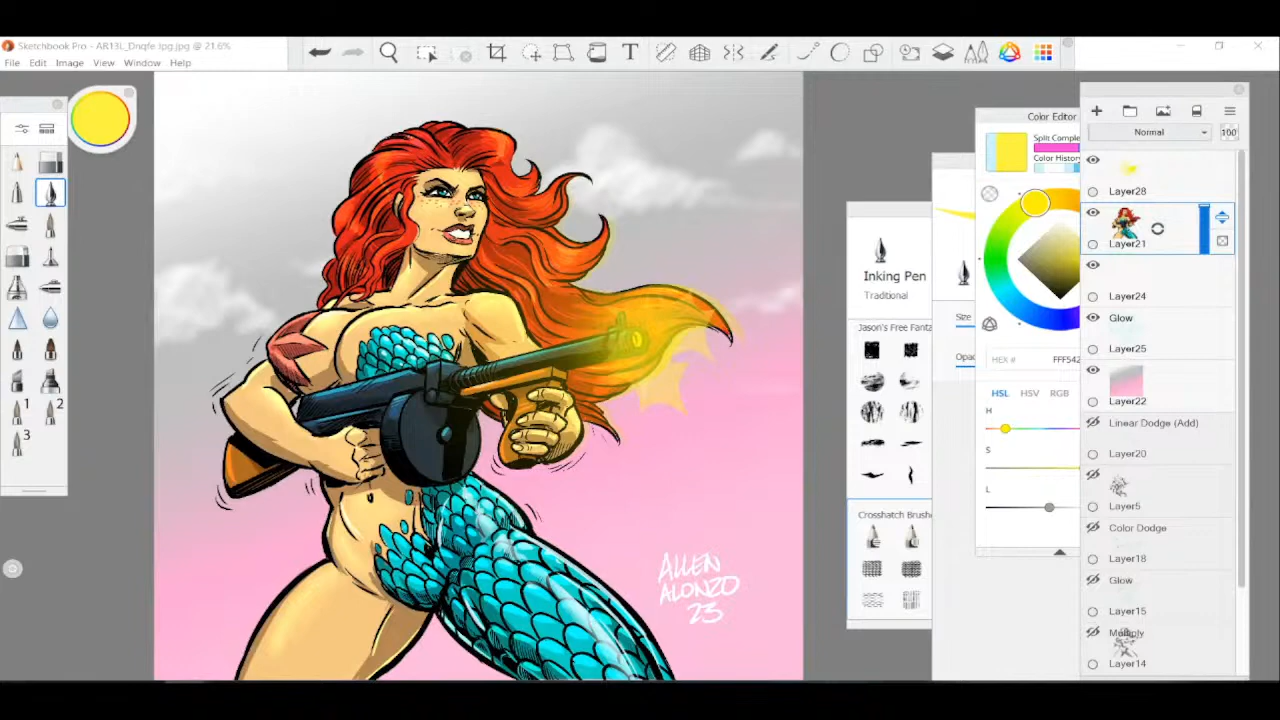 Sketchbook Pro - AR13L_Dnqfe Jpg.jpg @ 21.6%
File Edit Image View Window Help
T
Color Editor
Normal 100
Split Comple
Color History
Layer28
Layer21
Inking Pen
Traditional
Layer24
Size
Glow
Jason's Free Fanta
Layer25
Opac
HEX # FFF542
HSL HSV RGB
Layer22
H
1 2
Linear Dodge (Add)
3
S
Layer20
L
Layer5
Crosshatch Brushe
Color Dodge
Layer18
Glow
ALLEN
ALONZO
23
Layer15
Multiply
Layer14